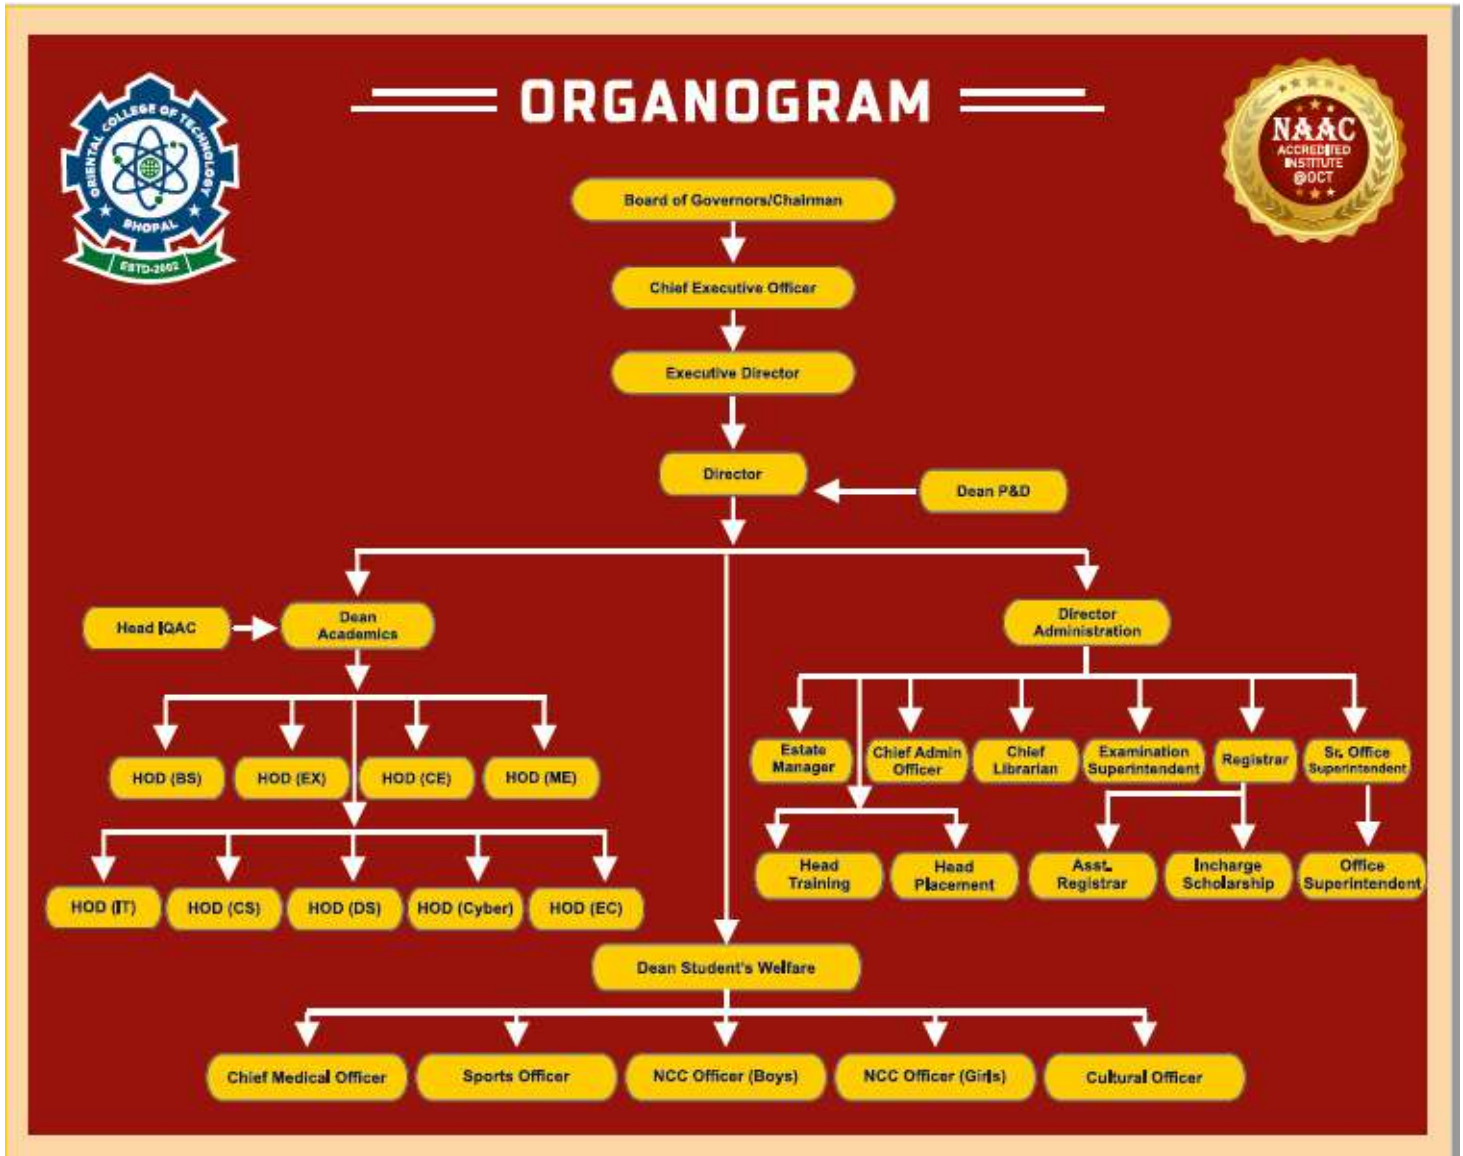 ORGANOGRAM
ORIENTAL COLLEGE OF TECHNOLOGY
BHOPAL
ESTD-2002
NAAC
ACCREDITED
INSTITUTE
@OCT
Board of Governors/Chairman
Chief Executive Officer
Executive Director
Director
Dean P&D
Head IQAC
Dean
Academics
Director
Administration
HOD (BS)
HOD (EX)
HOD (CE)
HOD (ME)
Estate
Manager
Chief Admin
Officer
Chief
Librarian
Examination
Superintendent
Registrar
Sr. Office
Superintendent
HOD (IT)
HOD (CS)
HOD (DS)
HOD (Cyber)
HOD (EC)
Head
Training
Head
Placement
Asst.
Registrar
Incharge
Scholarship
Office
Superintendent
Dean Student's Welfare
Chief Medical Officer
Sports Officer
NCC Officer (Boys)
NCC Officer (Girls)
Cultural Officer